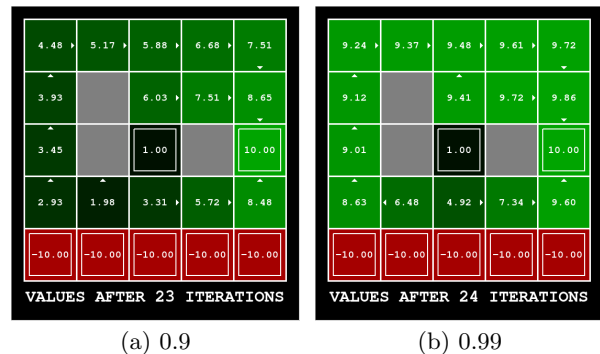 4.48 5.17 5.88 6.68 7.51
3.93 6.03 7.51 8.65
3.45 1.00 10.00
2.93 1.98 3.31 5.72 8.48
-10.00 -10.00 -10.00 -10.00 -10.00
VALUES AFTER 23 ITERATIONS
(a) 0.9
9.24 9.37 9.48 9.61 9.72
9.12 9.41 9.72 9.86
9.01 1.00 10.00
8.63 6.48 4.92 7.34 9.60
-10.00 -10.00 -10.00 -10.00 -10.00
VALUES AFTER 24 ITERATIONS
(b) 0.99